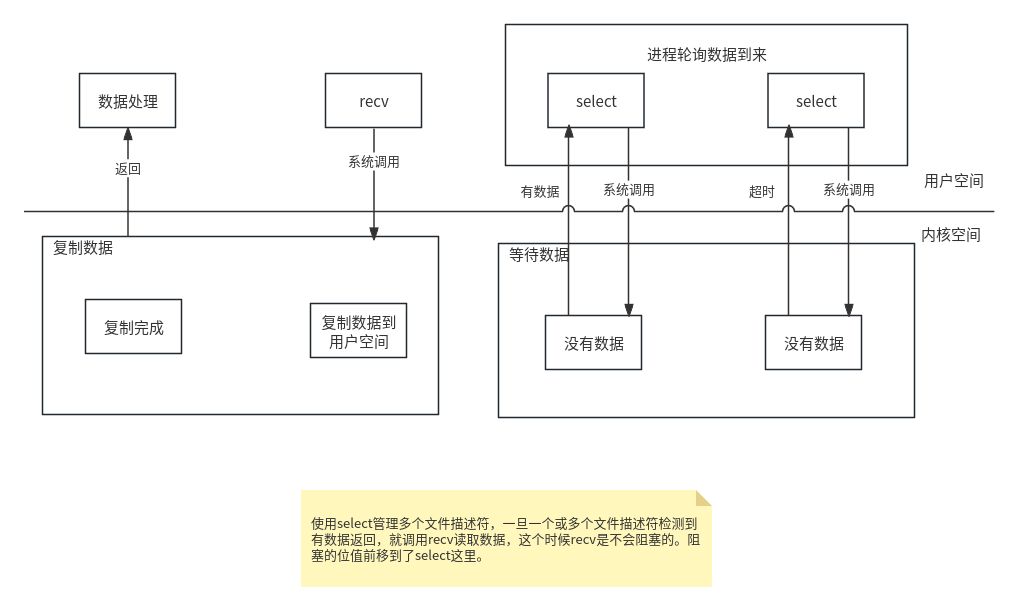 进程轮询数据到来
数据处理
recv
select
select
返回
系统调用
有数据
系统调用
超时
系统调用
用户空间
内核空间
复制数据
等待数据
复制完成
复制数据到
用户空间
没有数据
没有数据
使用select管理多个文件描述符，一旦一个或多个文件描述符检测到
有数据返回，就调用recv读取数据，这个时候recv是不会阻塞的。阻
塞的位值前移到了select这里。